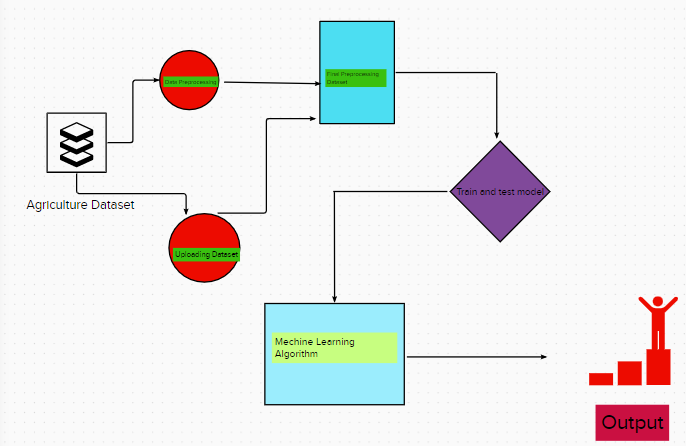 Data Preprocessing
Final Preprocessing
Dataset
Agriculture Dataset
Uploading Dataset
Train and test model
Mechine Learning
Algorithm
Output